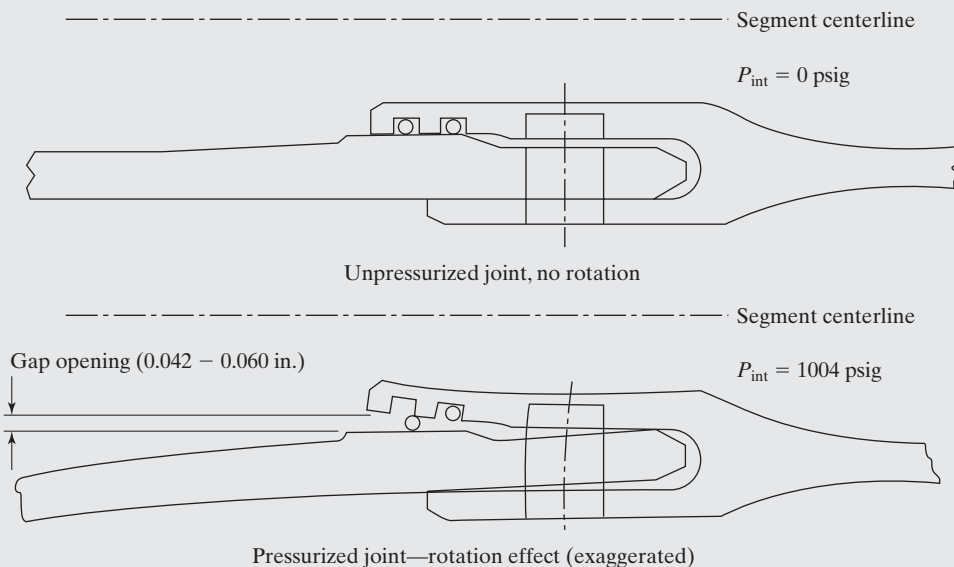 Segment centerline
P_int = 0 psig
Unpressurized joint, no rotation
Segment centerline
Gap opening (0.042 − 0.060 in.)
P_int = 1004 psig
Pressurized joint—rotation effect (exaggerated)